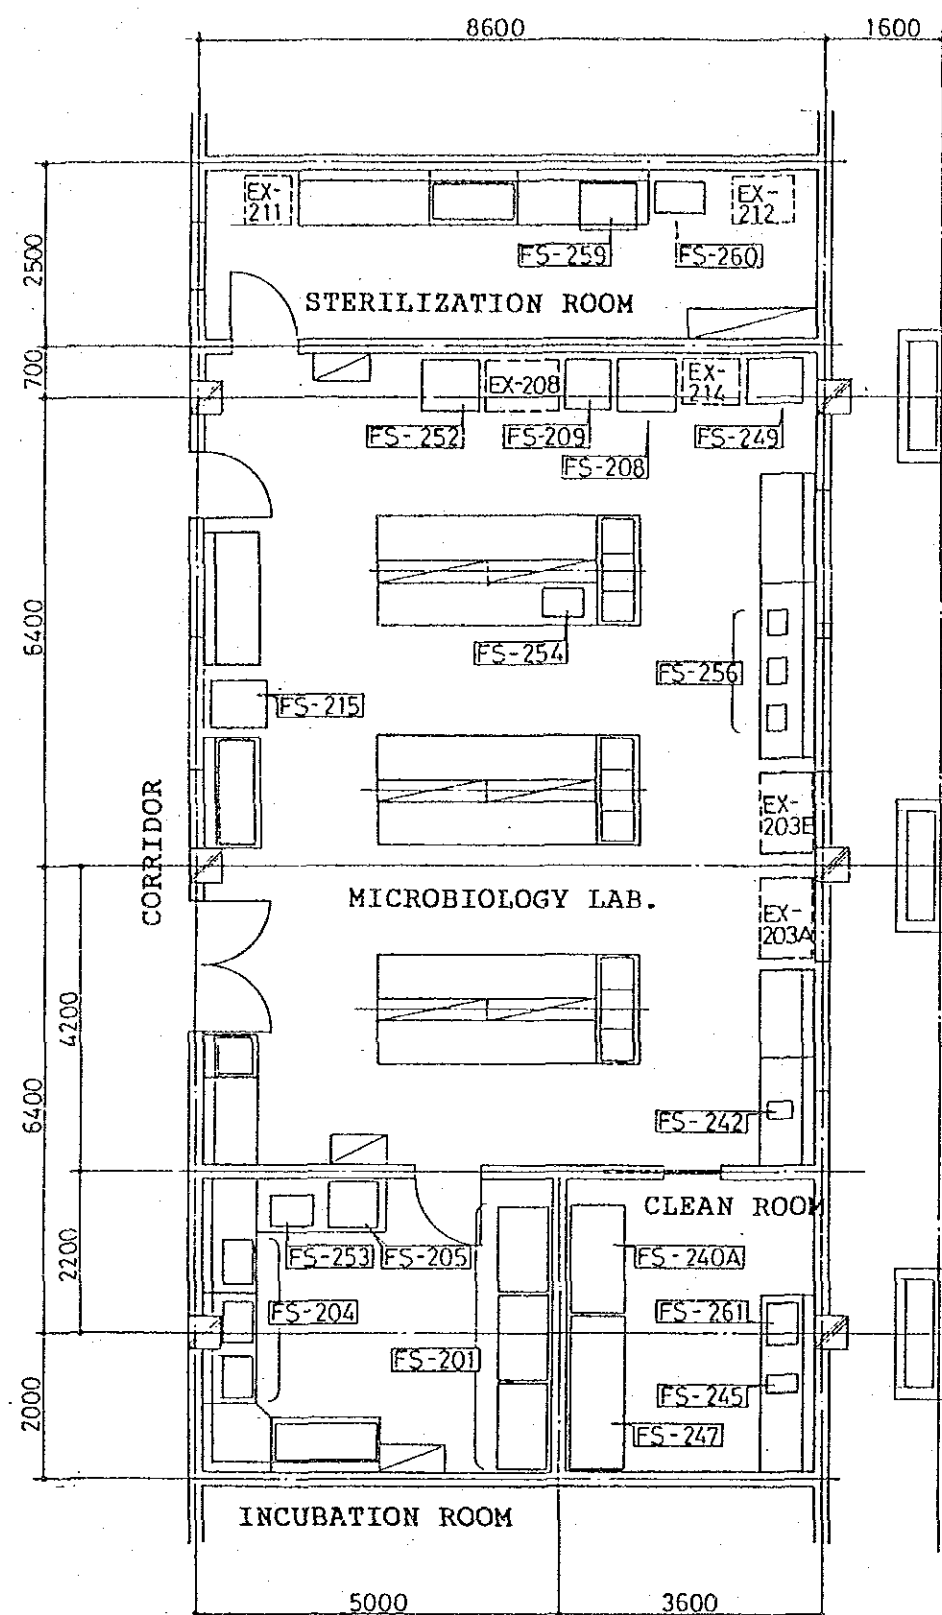 8600
1600
EX-
211
EX-
212
FS-259
FS-260
2500
STERILIZATION ROOM
700
EX-208
EX-
214
FS-252
FS-209
FS-249
FS-208
6400
FS-254
FS-256
FS-215
EX-
203E
CORRIDOR
MICROBIOLOGY LAB.
EX-
203A
4200
6400
FS-242
CLEAN ROOM
2200
FS-253
FS-205
FS-240A
FS-204
FS-261
FS-201
FS-245
2000
FS-247
INCUBATION ROOM
5000
3600